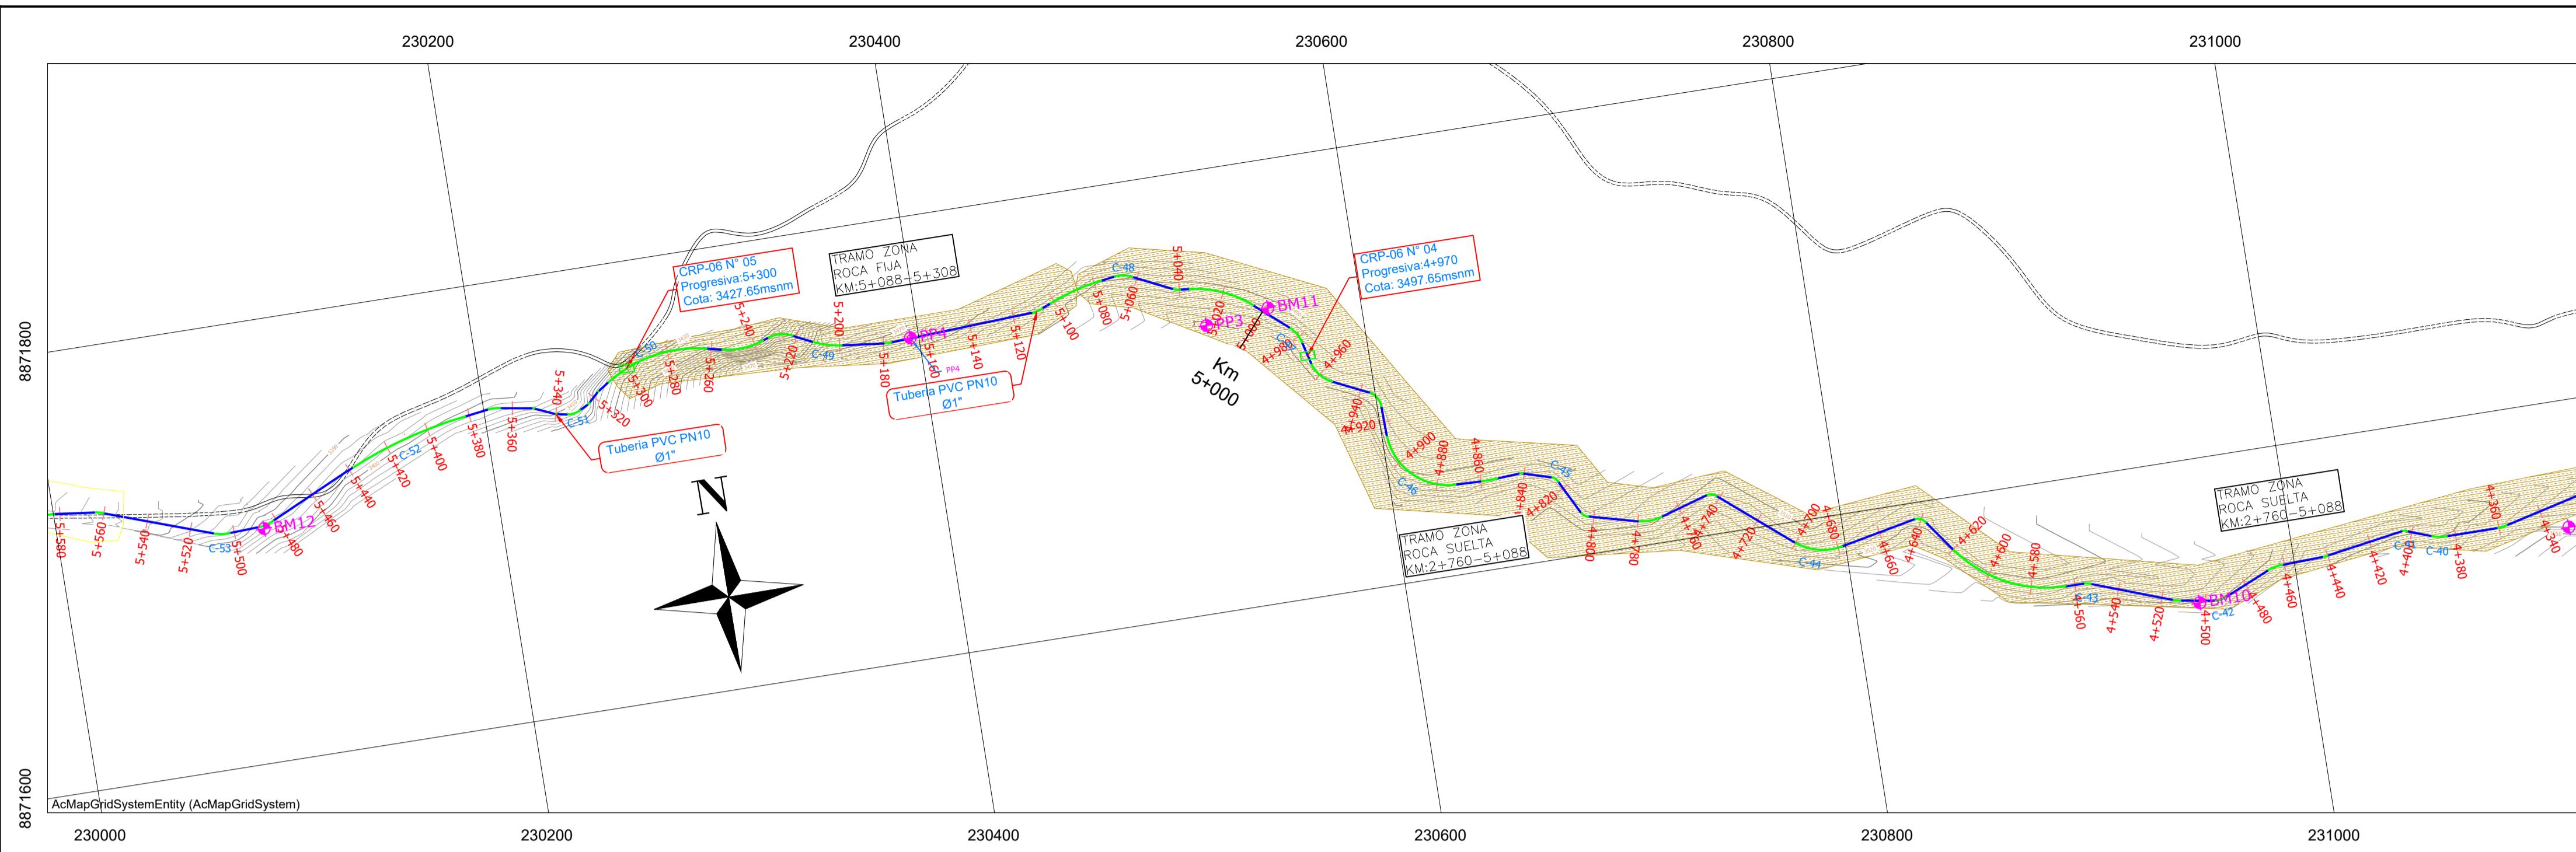 230200
230400
230600
230800
231000
8871800
8871600
230000
230200
230400
230600
230800
231000
AcMapGridSystemEntity (AcMapGridSystem)
CRP-06 N° 05
Progresiva:5+300
Cota: 3427.65msnm
TRAMO ZONA
ROCA FIJA
KM:5+088-5+308
CRP-06 N° 04
Progresiva:4+970
Cota: 3497.65msnm
Tuberia PVC PN10
Ø1"
Tuberia PVC PN10
Ø1"
TRAMO ZONA
ROCA SUELTA
KM:2+760-5+088
TRAMO ZONA
ROCA SUELTA
KM:2+760-5+088
Km
5+000
N
BM12
PP4
PP4
PP3
BM11
BM10
5+580
5+560
5+540
5+520
C-53
5+500
5+480
5+460
5+440
5+420
C-52
5+400
5+380
5+360
5+340
C-51
5+320
5+300
C-50
5+280
5+260
5+240
5+220
C-49
5+200
5+180
5+160
5+140
5+120
5+100
5+080
5+060
C-48
5+040
5+020
4+980
4+960
4+940
4+920
4+900
C-46
4+880
4+860
4+840
4+820
C-45
4+800
4+780
4+760
4+740
4+720
4+700
4+680
C-44
4+660
4+640
4+620
4+600
4+580
4+560
C-43
4+540
4+520
4+500
C-42
4+480
4+460
4+440
4+420
4+400
C-40
4+380
4+360
4+340